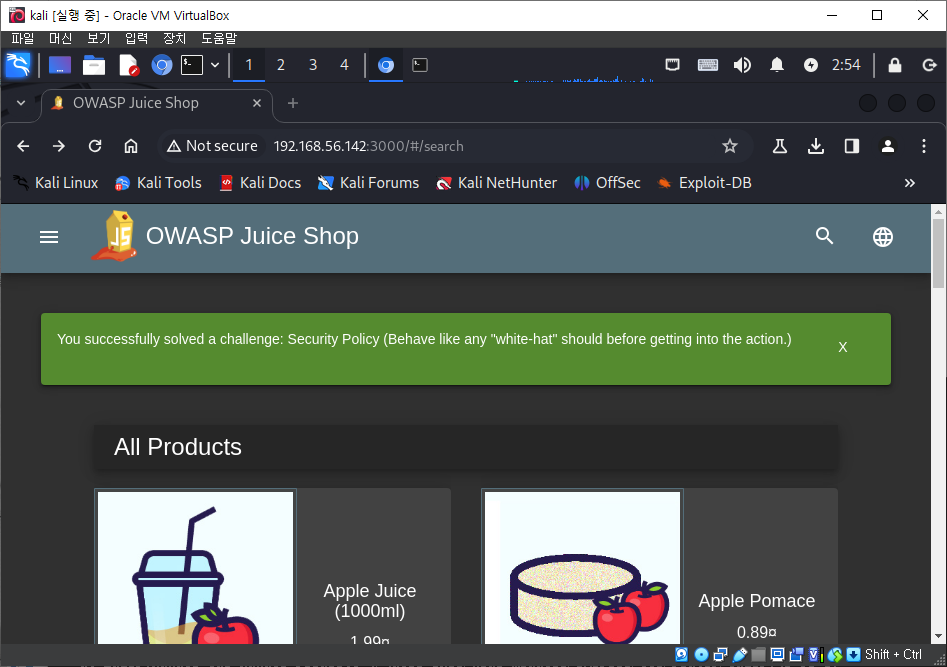 kali [실행 중] - Oracle VM VirtualBox
파일 머신 보기 입력 장치 도움말
1 2 3 4 2:54
OWASP Juice Shop
Not secure 192.168.56.142:3000/#/search
Kali Linux Kali Tools Kali Docs Kali Forums Kali NetHunter OffSec Exploit-DB »
JS OWASP Juice Shop
You successfully solved a challenge: Security Policy (Behave like any "white-hat" should before getting into the action.) X
All Products
Apple Juice
(1000ml)
1.99¤
Apple Pomace
0.89¤
Shift + Ctrl